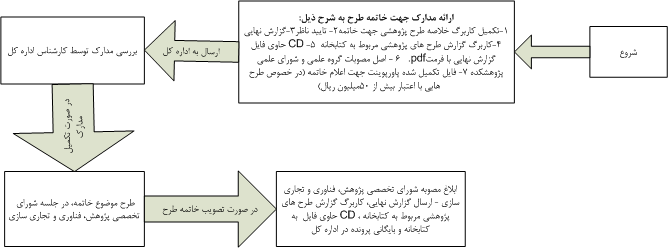 شروع
ارائه مدارک جهت خاتمه طرح به شرح ذیل:
۱-تکمیل کاربرگ خلاصه طرح پژوهشی جهت خاتمه۲- تایید ناظر۳-گزارش نهایی
۴-کاربرگ گزارش طرح های پژوهشی مربوط به کتابخانه ۵- CD حاوی فایل
گزارش نهایی با فرمتpdf. ۶ - اصل مصوبات گروه علمی و شورای علمی
پژوهشکده ۷- فایل تکمیل شده پاورپوینت جهت اعلام خاتمه (در خصوص طرح
هایی با اعتبار بیش از ۵۰میلیون ریال)
ارسال به اداره کل
بررسی مدارک توسط کارشناس اداره کل
در صورت تکمیل
مدارک
طرح موضوع خاتمه، در جلسه شورای
تخصصی پژوهش، فناوری و تجاری سازی
در صورت تصویب خاتمه طرح
ابلاغ مصوبه شورای تخصصی پژوهش، فناوری و تجاری
سازی - ارسال گزارش نهایی، کاربرگ گزارش طرح های
پژوهشی مربوط به کتابخانه ، CD حاوی فایل به
کتابخانه و بایگانی پرونده در اداره کل